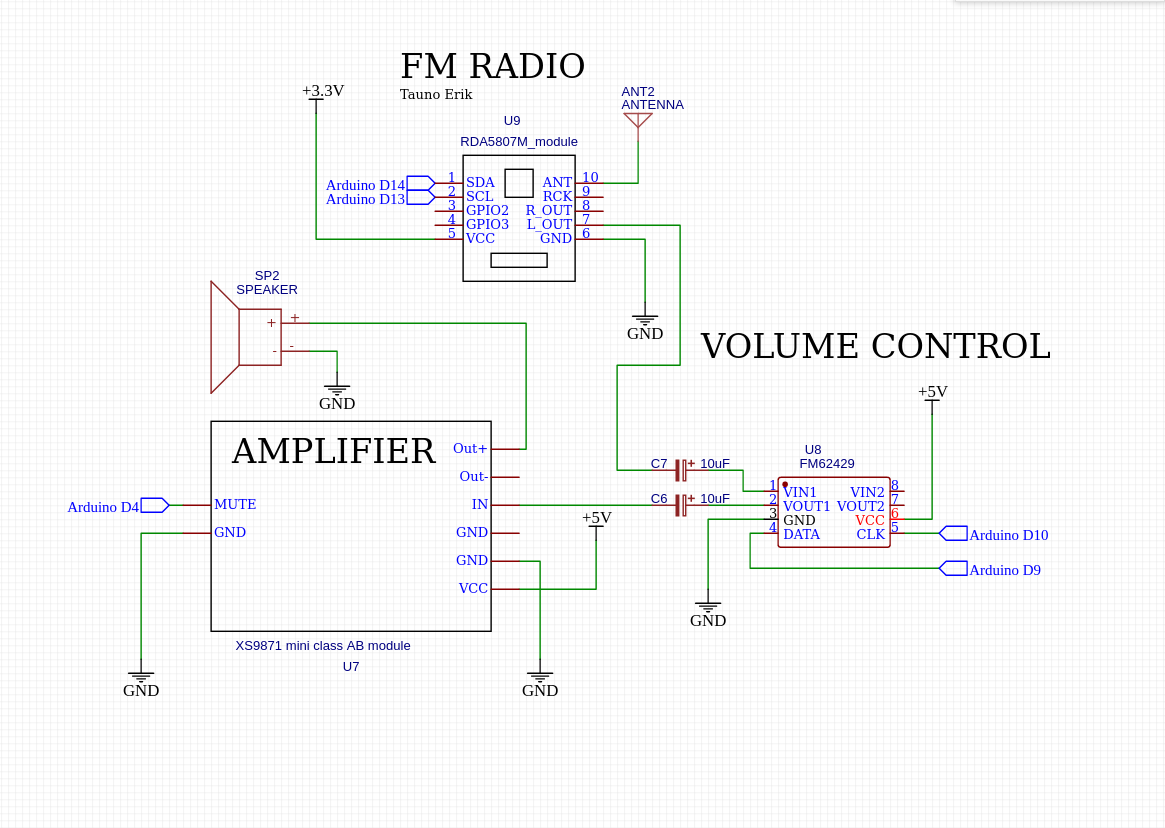 FM RADIO
Tauno Erik
+3.3V
ANT2
ANTENNA
U9
RDA5807M_module
Arduino D14
Arduino D13
1 SDA
2 SCL
3 GPIO2
4 GPIO3
5 VCC
ANT 10
RCK 9
R_OUT 8
L_OUT 7
GND 6
GND
SP2
SPEAKER
+ +
- -
GND
VOLUME CONTROL
+5V
AMPLIFIER
Out+
Out-
IN
GND
GND
VCC
Arduino D4
MUTE
GND
+5V
XS9871 mini class AB module
U7
GND
GND
C7 + 10uF
C6 + 10uF
U8
FM62429
1 VIN1
2 VOUT1
3 GND
4 DATA
VIN2 8
VOUT2 7
VCC 6
CLK 5
Arduino D10
Arduino D9
GND